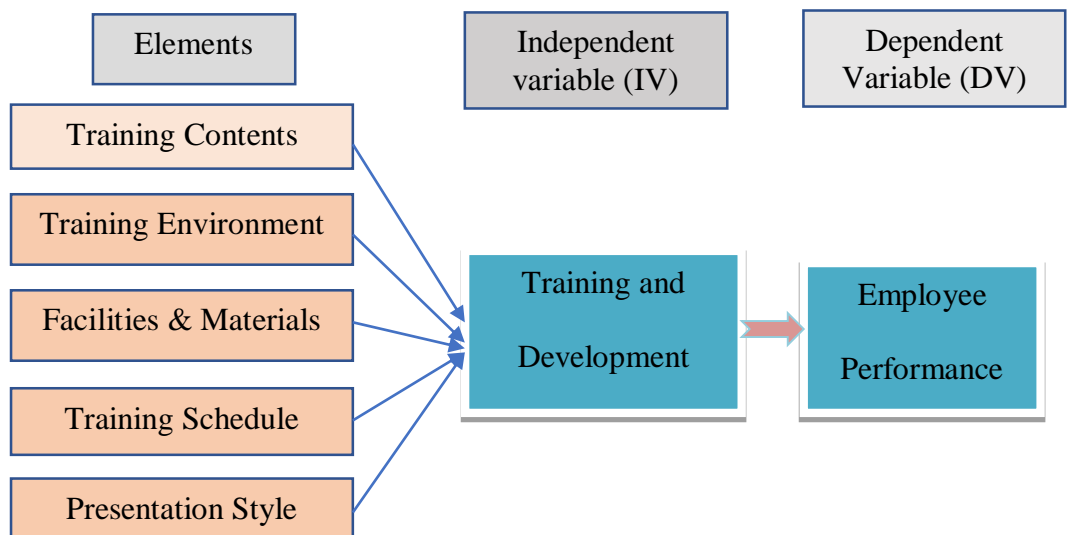 Elements
Independent
variable (IV)
Dependent
Variable (DV)
Training Contents
Training Environment
Facilities & Materials
Training Schedule
Presentation Style
Training and
Development
Employee
Performance